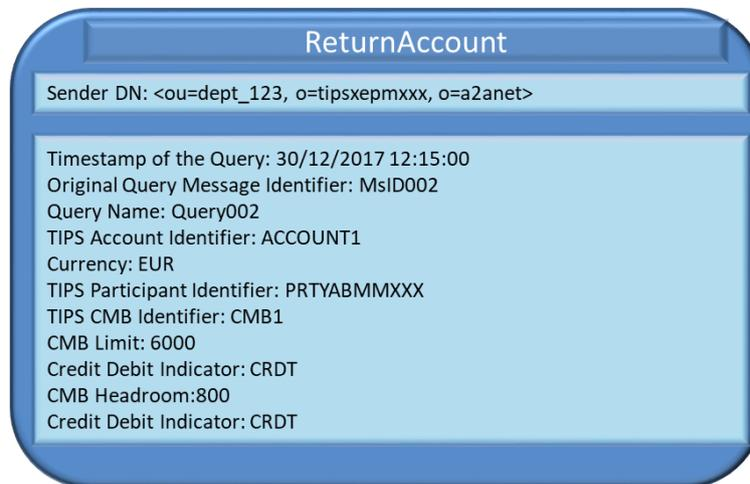 ReturnAccount
Sender DN: <ou=dept_123, o=tipsxepmxxx, o=a2anet>
Timestamp of the Query: 30/12/2017 12:15:00
Original Query Message Identifier: MsID002
Query Name: Query002
TIPS Account Identifier: ACCOUNT1
Currency: EUR
TIPS Participant Identifier: PRTYABMMXXX
TIPS CMB Identifier: CMB1
CMB Limit: 6000
Credit Debit Indicator: CRDT
CMB Headroom:800
Credit Debit Indicator: CRDT